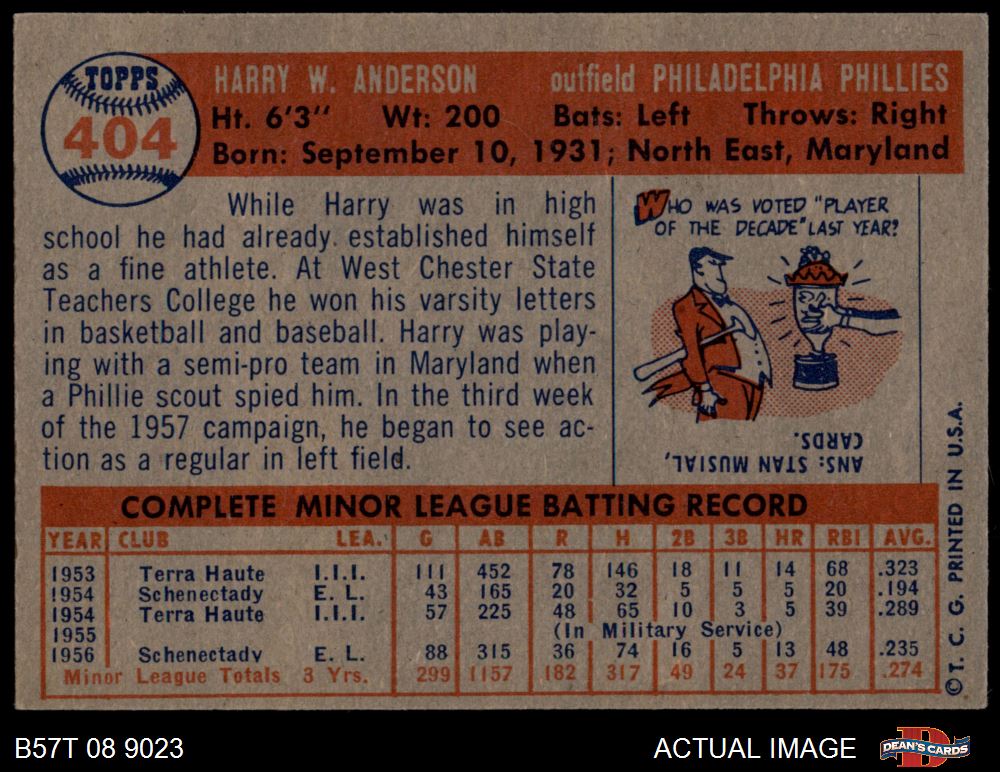 TOPPS
404
HARRY W. ANDERSON outfield PHILADELPHIA PHILLIES
Ht. 6'3" Wt: 200 Bats: Left Throws: Right
Born: September 10, 1931; North East, Maryland
While Harry was in high
school he had already established himself
as a fine athlete. At West Chester State
Teachers College he won his varsity letters
in basketball and baseball. Harry was play-
ing with a semi-pro team in Maryland when
a Phillie scout spied him. In the third week
of the 1957 campaign, he began to see ac-
tion as a regular in left field.
WHO WAS VOTED "PLAYER
OF THE DECADE" LAST YEAR?
ANS: STAN MUSIAL,
CARDS.
COMPLETE MINOR LEAGUE BATTING RECORD
YEAR CLUB LEA. G AB R H 2B 3B HR RBI AVG.
1953 Terra Haute I.I.I. 111 452 78 146 18 11 14 68 .323
1954 Schenectady E. L. 43 165 20 32 5 5 5 20 .194
1954 Terra Haute I.I.I. 57 225 48 65 10 3 5 39 .289
1955 (In Military Service)
1956 Schenectady E. L. 88 315 36 74 16 5 13 48 .235
Minor League Totals 3 Yrs. 299 1157 182 317 49 24 37 175 .274
© T. C. G. PRINTED IN U.S.A.
B57T 08 9023
ACTUAL IMAGE
DEAN'S CARDS